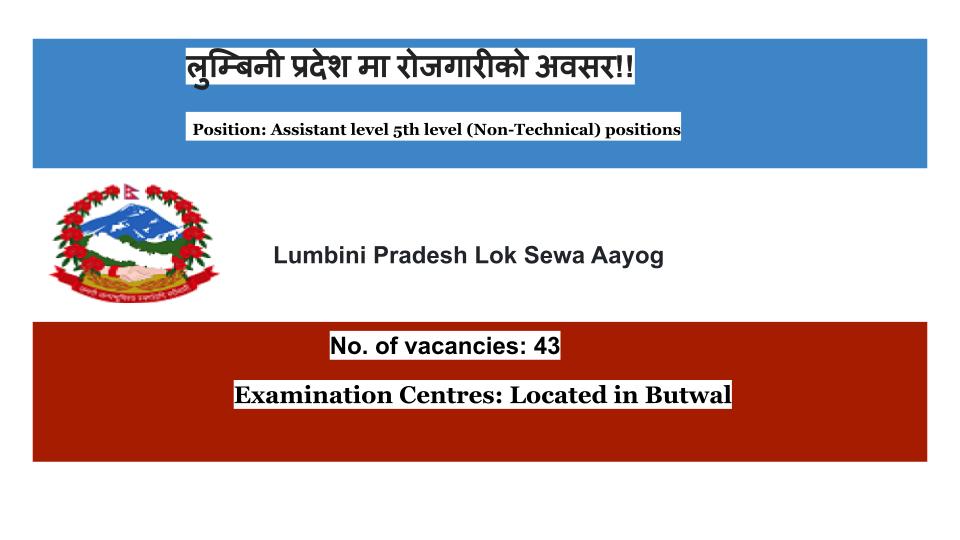 लुम्बिनी प्रदेश मा रोजगारीको अवसर!!
Position: Assistant level 5th level (Non-Technical) positions
Lumbini Pradesh Lok Sewa Aayog
No. of vacancies: 43
Examination Centres: Located in Butwal